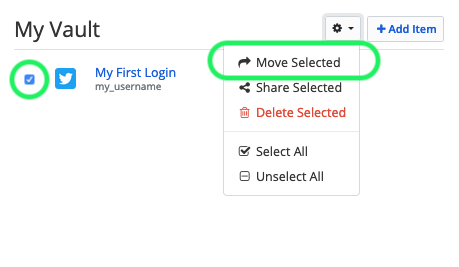 My Vault
Add Item
My First Login
my_username
Move Selected
Share Selected
Delete Selected
Select All
Unselect All